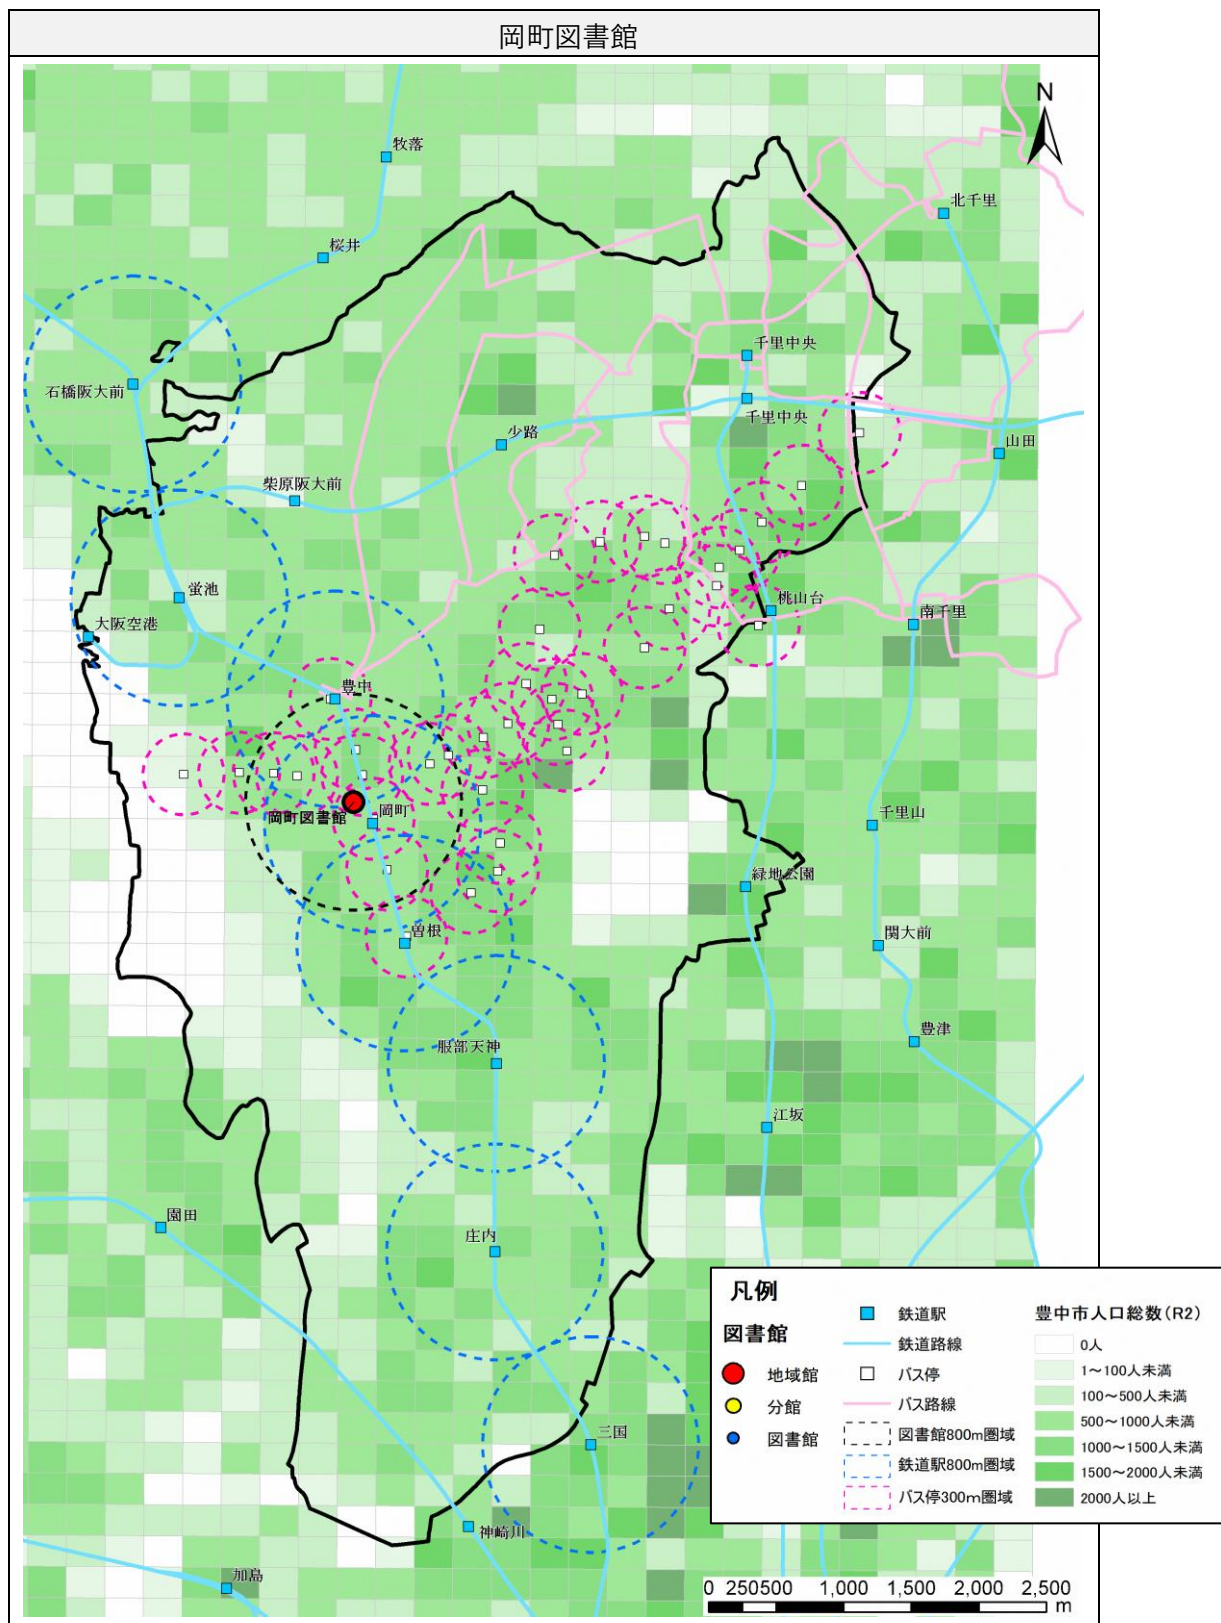 岡町図書館
N
牧落
北千里
桜井
千里中央
石橋阪大前
千里中央
少路
山田
柴原阪大前
蛍池
桃山台
南千里
大阪空港
豊中
岡町
岡町図書館
千里山
緑地公園
曽根
関大前
服部天神
豊津
江坂
園田
庄内
三国
神崎川
加島
凡例
図書館
地域館
分館
図書館
鉄道駅
鉄道路線
バス停
バス路線
図書館800m圏域
鉄道駅800m圏域
バス停300m圏域
豊中市人口総数(R2)
0人
1~100人未満
100~500人未満
500~1000人未満
1000~1500人未満
1500~2000人未満
2000人以上
0 250500 1,000 1,500 2,000 2,500
m